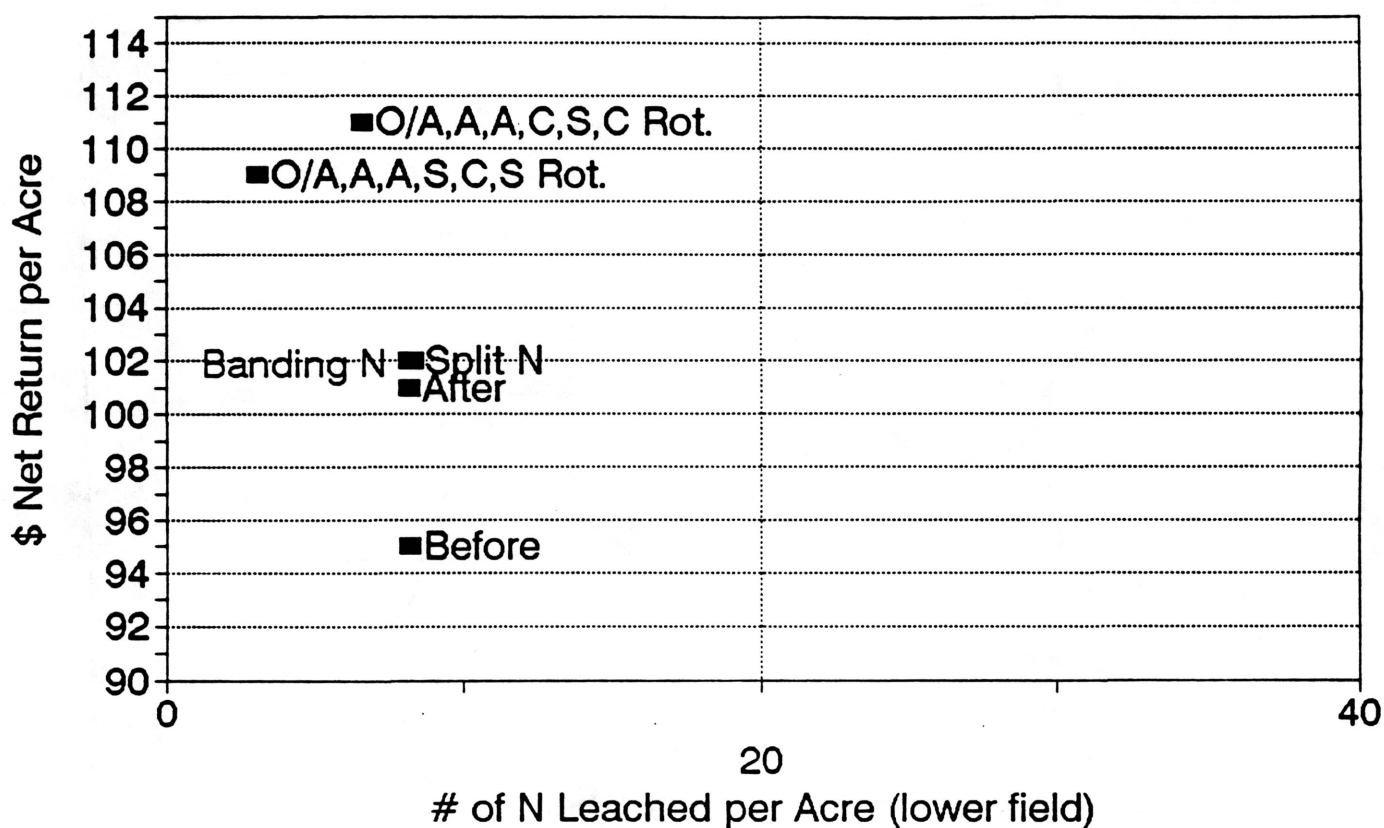 $ Net Return per Acre
114
112
110
108
106
104
102
100
98
96
94
92
90
O/A,A,A,C,S,C Rot.
O/A,A,A,S,C,S Rot.
Banding N
Split N
After
Before
0
20
40
# of N Leached per Acre (lower field)